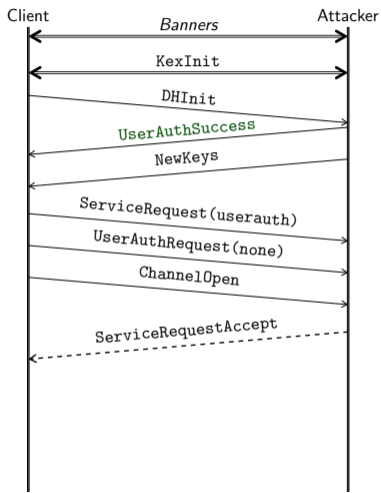 Client
Attacker
Banners
KexInit
DHInit
UserAuthSuccess
NewKeys
ServiceRequest(userauth)
UserAuthRequest(none)
ChannelOpen
ServiceRequestAccept